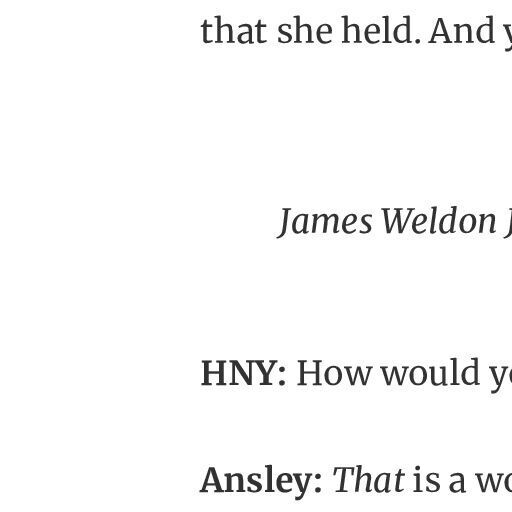 that she held. And
James Weldon
HNY: How would
Ansley: That is a